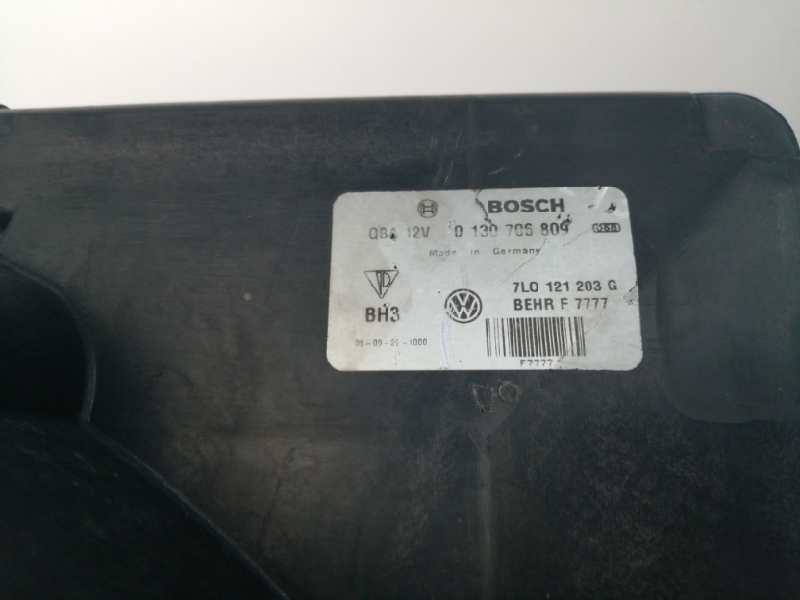 BOSCH
12V 0 130 706 809
Made in Germany
7L0 121 203 G
BH3 BEHR F 7777
F7777